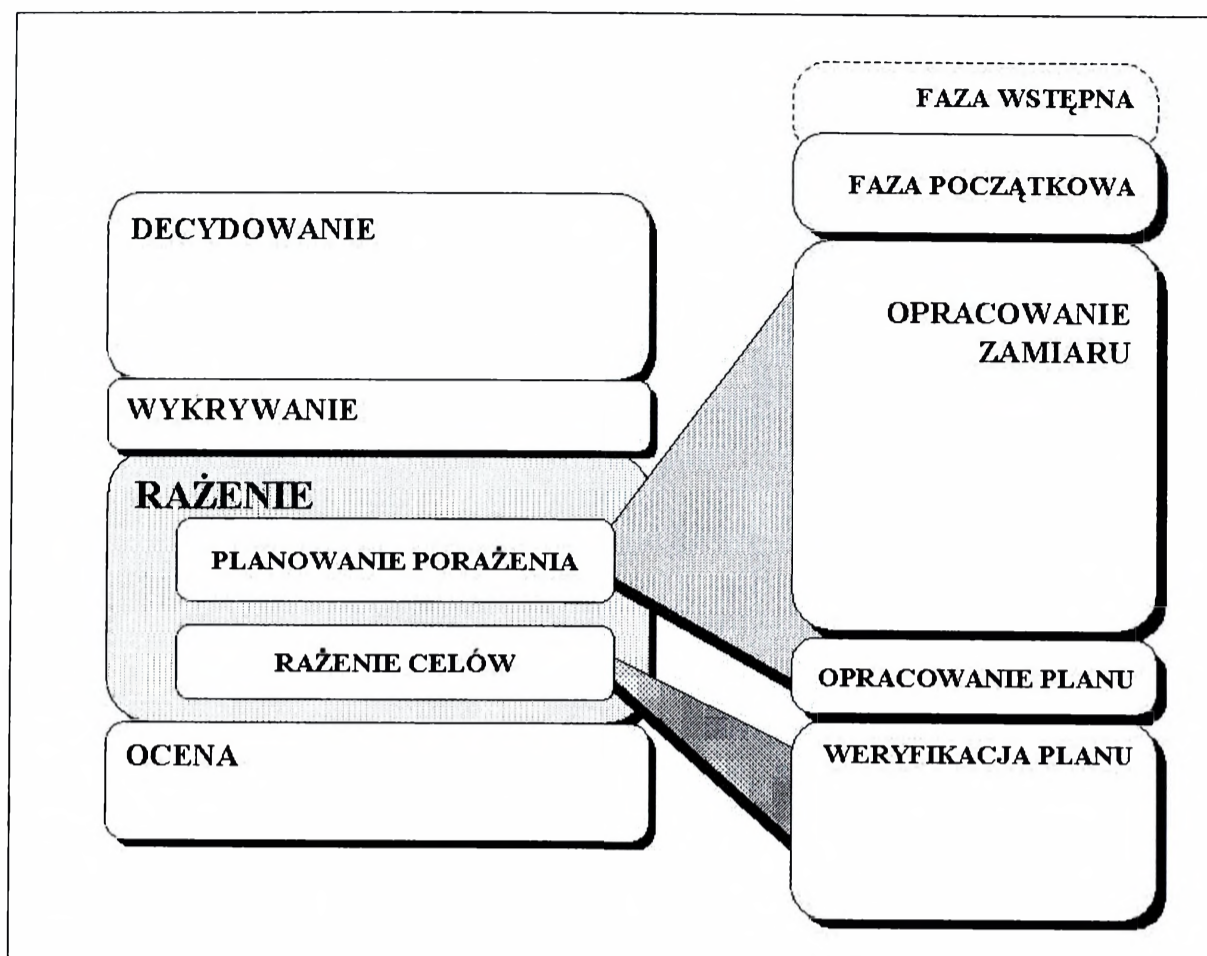 DECYDOWANIE
WYKRYWANIE
RAŻENIE
PLANOWANIE PORAŻENIA
RAŻENIE CELÓW
OCENA
FAZA WSTĘPNA
FAZA POCZĄTKOWA
OPRACOWANIE
ZAMIARU
OPRACOWANIE PLANU
WERYFIKACJA PLANU